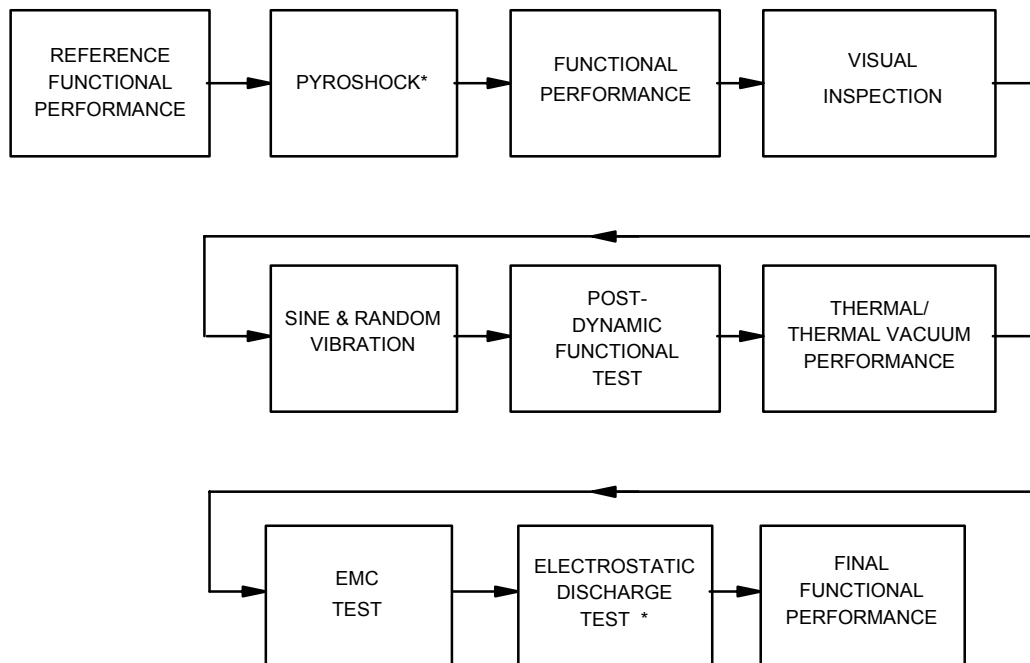 REFERENCE
FUNCTIONAL
PERFORMANCE
PYROSHOCK*
FUNCTIONAL
PERFORMANCE
VISUAL
INSPECTION
SINE & RANDOM
VIBRATION
POST-
DYNAMIC
FUNCTIONAL
TEST
THERMAL/
THERMAL VACUUM
PERFORMANCE
EMC
TEST
ELECTROSTATIC
DISCHARGE
TEST *
FINAL
FUNCTIONAL
PERFORMANCE